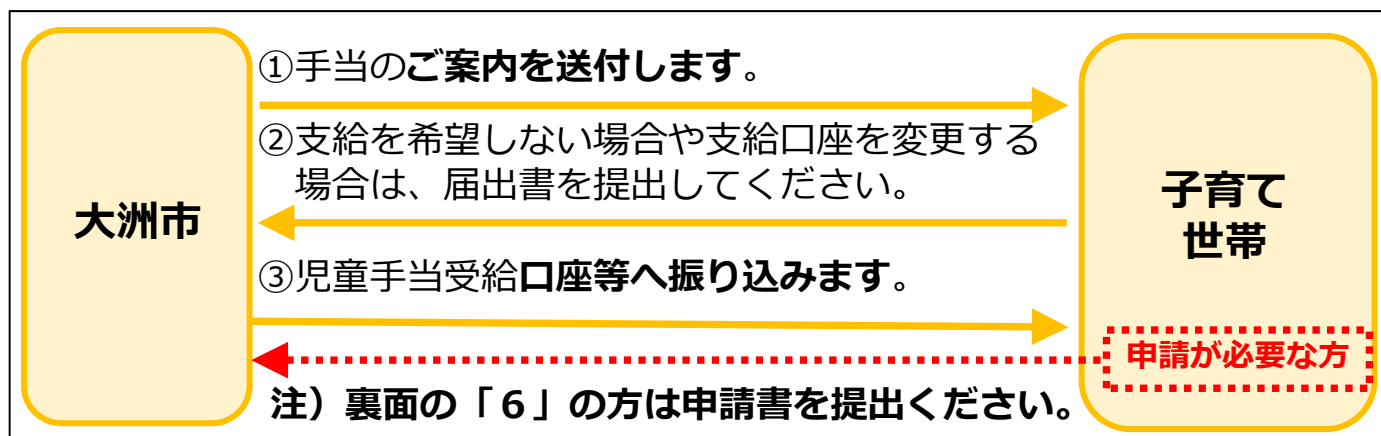 大洲市
①手当のご案内を送付します。
②支給を希望しない場合や支給口座を変更する
場合は、届出書を提出してください。
③児童手当受給口座等へ振り込みます。
子育て
世帯
申請が必要な方
注）裏面の「６」の方は申請書を提出ください。